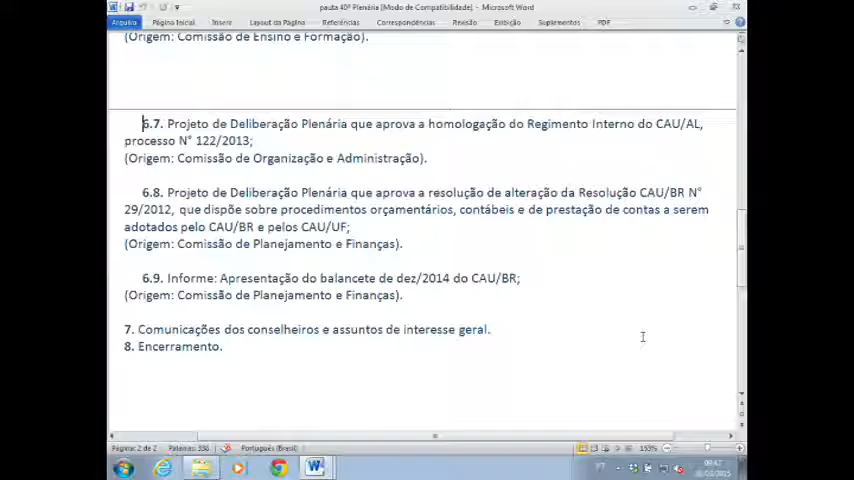 pauta 40ª Plenária [Modo de Compatibilidade] - Microsoft Word
Arquivo Página Inicial Inserir Layout da Página Referências Correspondências Revisão Exibição Suplementos PDF
(Origem: Comissão de Ensino e Formação).
6.7. Projeto de Deliberação Plenária que aprova a homologação do Regimento Interno do CAU/AL,
processo N° 122/2013;
(Origem: Comissão de Organização e Administração).
6.8. Projeto de Deliberação Plenária que aprova a resolução de alteração da Resolução CAU/BR N°
29/2012, que dispõe sobre procedimentos orçamentários, contábeis e de prestação de contas a serem
adotados pelo CAU/BR e pelos CAU/UF;
(Origem: Comissão de Planejamento e Finanças).
6.9. Informe: Apresentação do balancete de dez/2014 do CAU/BR;
(Origem: Comissão de Planejamento e Finanças).
7. Comunicações dos conselheiros e assuntos de interesse geral.
8. Encerramento.
Página: 2 de 2 Palavras: 338 Português (Brasil) 153%
PT